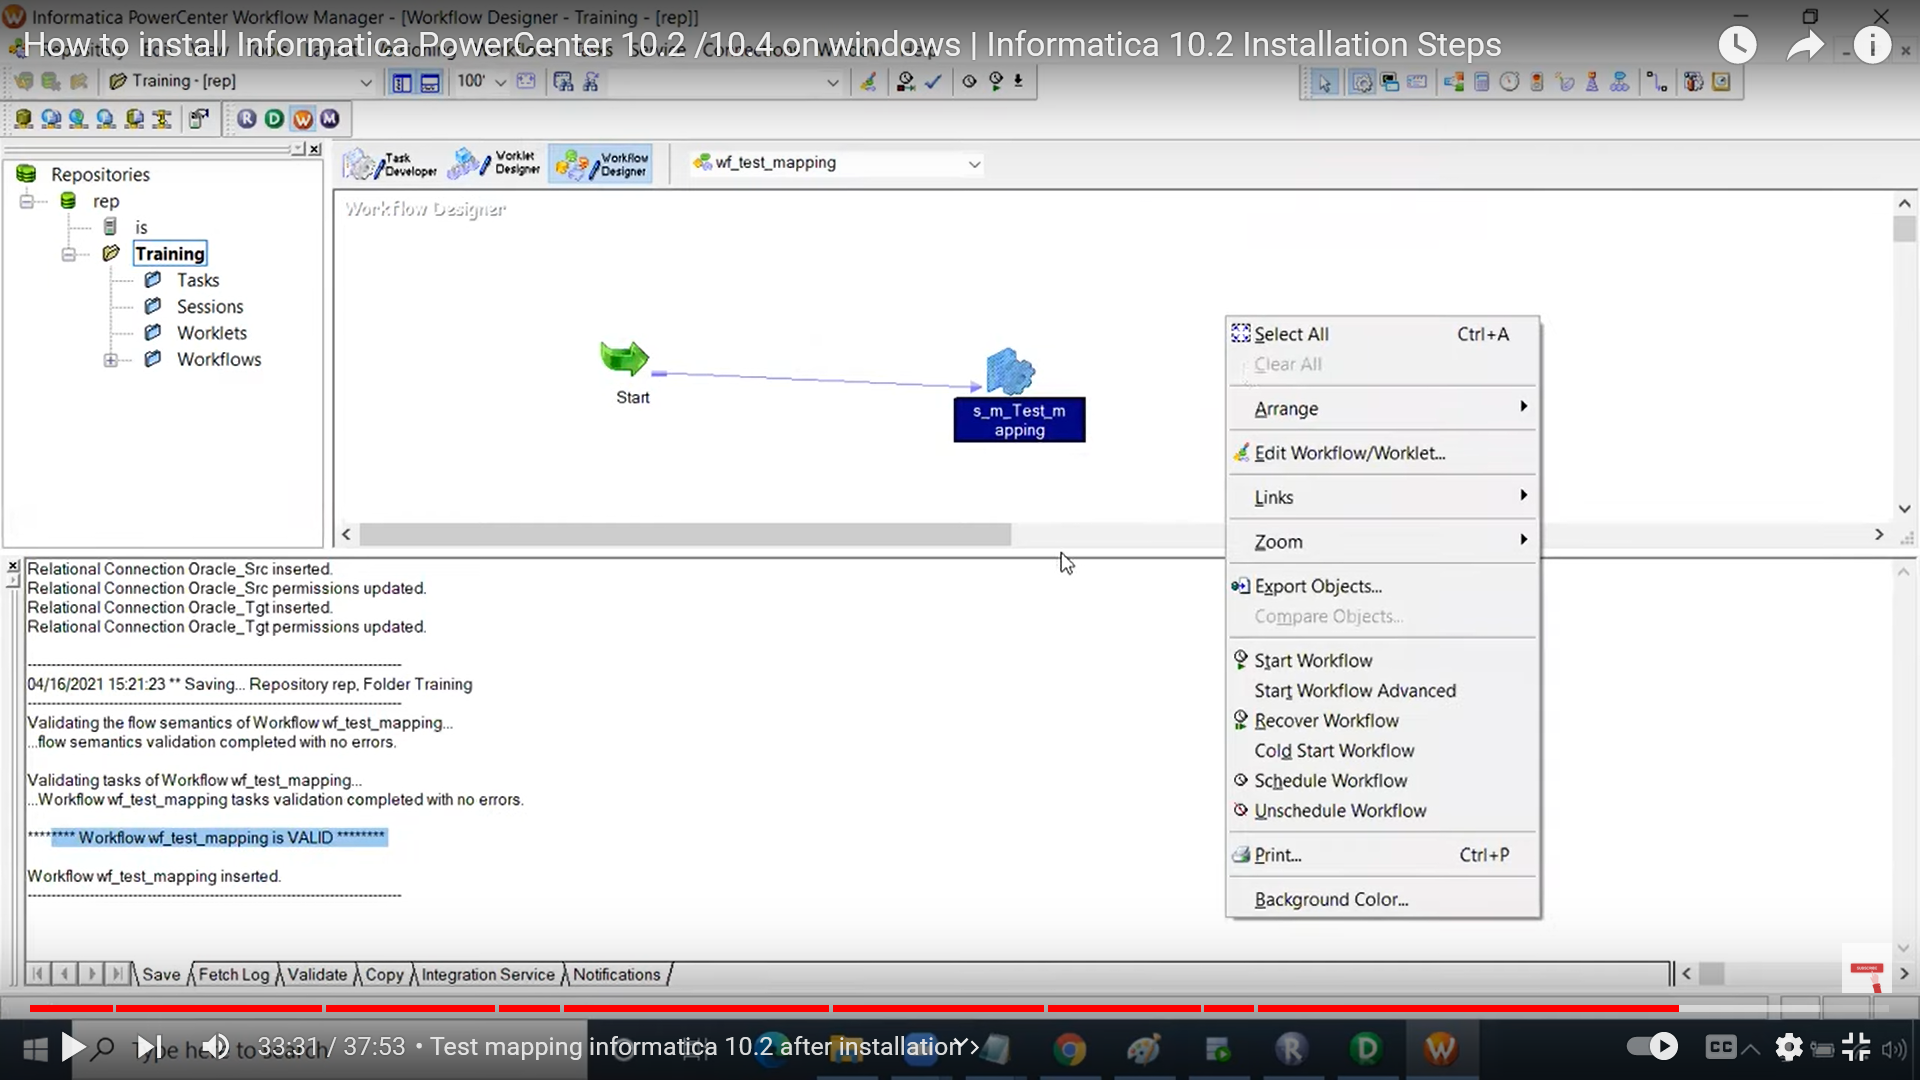 Informatica PowerCenter Workflow Manager - [Workflow Designer - Training - [rep]]
How to install Informatica PowerCenter 10.2 /10.4 on windows | Informatica 10.2 Installation Steps
Training - [rep]
100%
R D W M
Repositories
rep
is
Training
Tasks
Sessions
Worklets
Workflows
Task Developer
Worklet Designer
Workflow Designer
wf_test_mapping
Workflow Designer
Start
s_m_Test_m
apping
Select All Ctrl+A
Clear All
Arrange
Edit Workflow/Worklet...
Links
Zoom
Export Objects...
Compare Objects...
Start Workflow
Start Workflow Advanced
Recover Workflow
Cold Start Workflow
Schedule Workflow
Unschedule Workflow
Print... Ctrl+P
Background Color...
Relational Connection Oracle_Src inserted.
Relational Connection Oracle_Src permissions updated.
Relational Connection Oracle_Tgt inserted.
Relational Connection Oracle_Tgt permissions updated.
04/16/2021 15:21:23 ** Saving... Repository rep, Folder Training
Validating the flow semantics of Workflow wf_test_mapping...
...flow semantics validation completed with no errors.
Validating tasks of Workflow wf_test_mapping...
...Workflow wf_test_mapping tasks validation completed with no errors.
******** Workflow wf_test_mapping is VALID ********
Workflow wf_test_mapping inserted.
Save Fetch Log Validate Copy Integration Service Notifications
SUBSCRIBE
Type here to search
33:31 / 37:53 • Test mapping informatica 10.2 after installation
CC
R D W